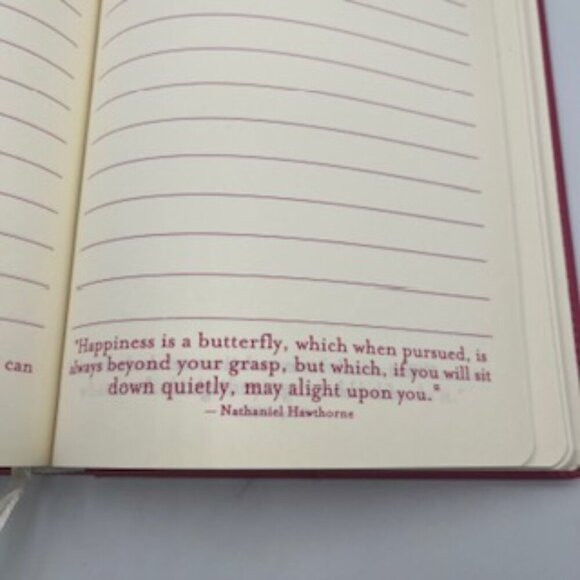 can
"Happiness is a butterfly, which when pursued, is
always beyond your grasp, but which, if you will sit
down quietly, may alight upon you."
— Nathaniel Hawthorne